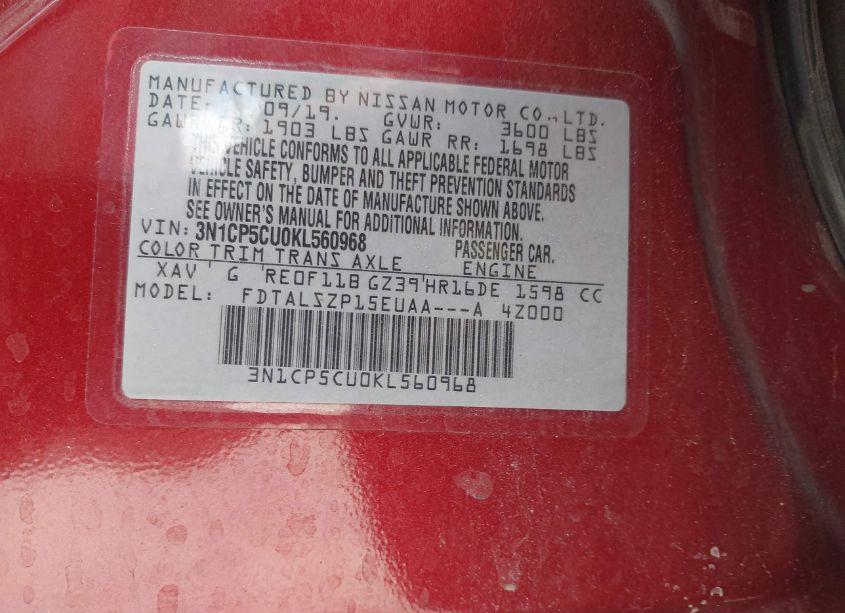 MANUFACTURED BY NISSAN MOTOR CO.,LTD.
DATE: 09/19. GVWR: 3600 LBS
GAWR FR: 1903 LBS GAWR RR: 1698 LBS
THIS VEHICLE CONFORMS TO ALL APPLICABLE FEDERAL MOTOR
VEHICLE SAFETY, BUMPER AND THEFT PREVENTION STANDARDS
IN EFFECT ON THE DATE OF MANUFACTURE SHOWN ABOVE.
SEE OWNER'S MANUAL FOR ADDITIONAL INFORMATION.
VIN: 3N1CP5CU0KL560968 PASSENGER CAR.
COLOR TRIM TRANS AXLE ENGINE
XAV G RE0F11B GZ39 HR16DE 1598 CC
MODEL: FDTALSZP15EUAA---A 4Z000
3N1CP5CU0KL560968